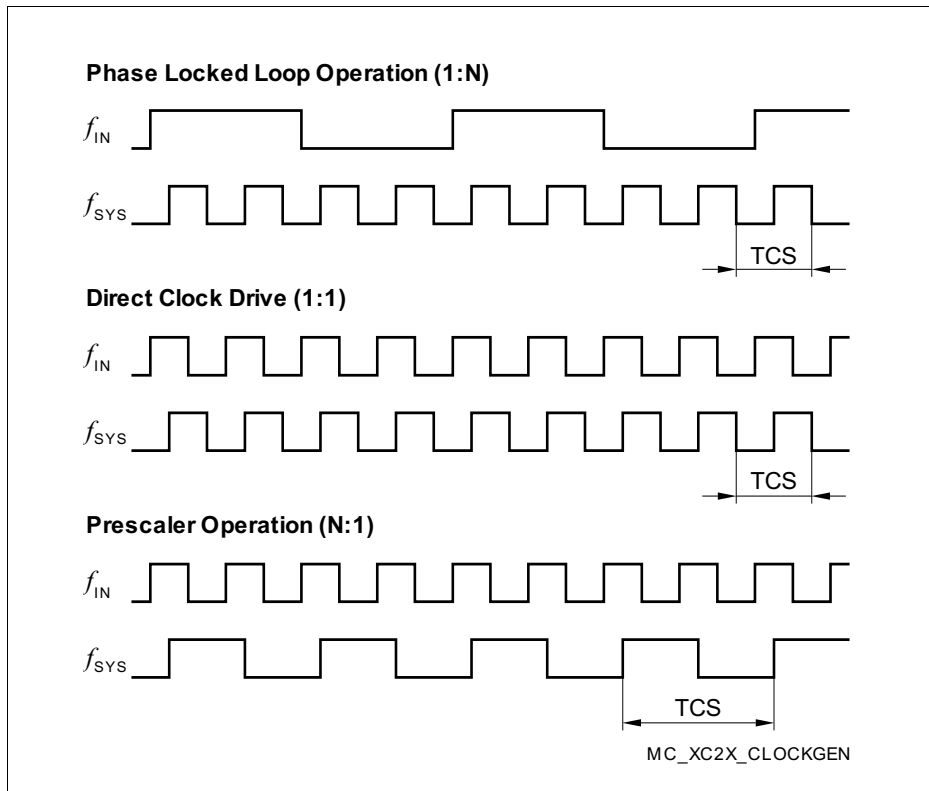 Phase Locked Loop Operation (1:N)
fIN
fSYS
TCS
Direct Clock Drive (1:1)
fIN
fSYS
TCS
Prescaler Operation (N:1)
fIN
fSYS
TCS
MC_XC2X_CLOCKGEN